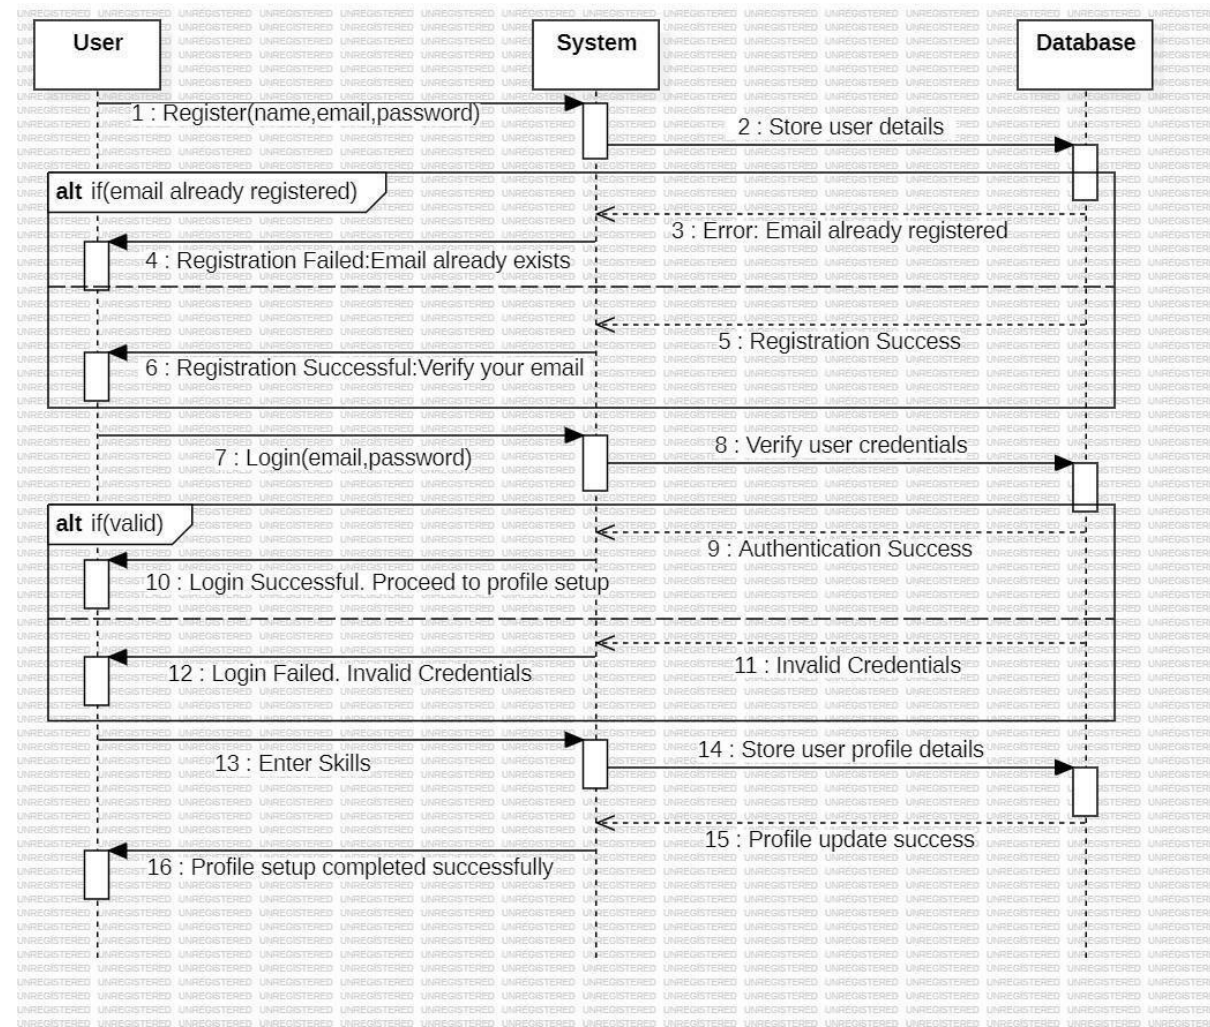 User
System
Database
1 : Register(name,email,password)
2 : Store user details
alt if(email already registered)
3 : Error: Email already registered
4 : Registration Failed:Email already exists
5 : Registration Success
6 : Registration Successful:Verify your email
7 : Login(email,password)
8 : Verify user credentials
alt if(valid)
9 : Authentication Success
10 : Login Successful. Proceed to profile setup
11 : Invalid Credentials
12 : Login Failed. Invalid Credentials
13 : Enter Skills
14 : Store user profile details
15 : Profile update success
16 : Profile setup completed successfully
UNREGISTERED